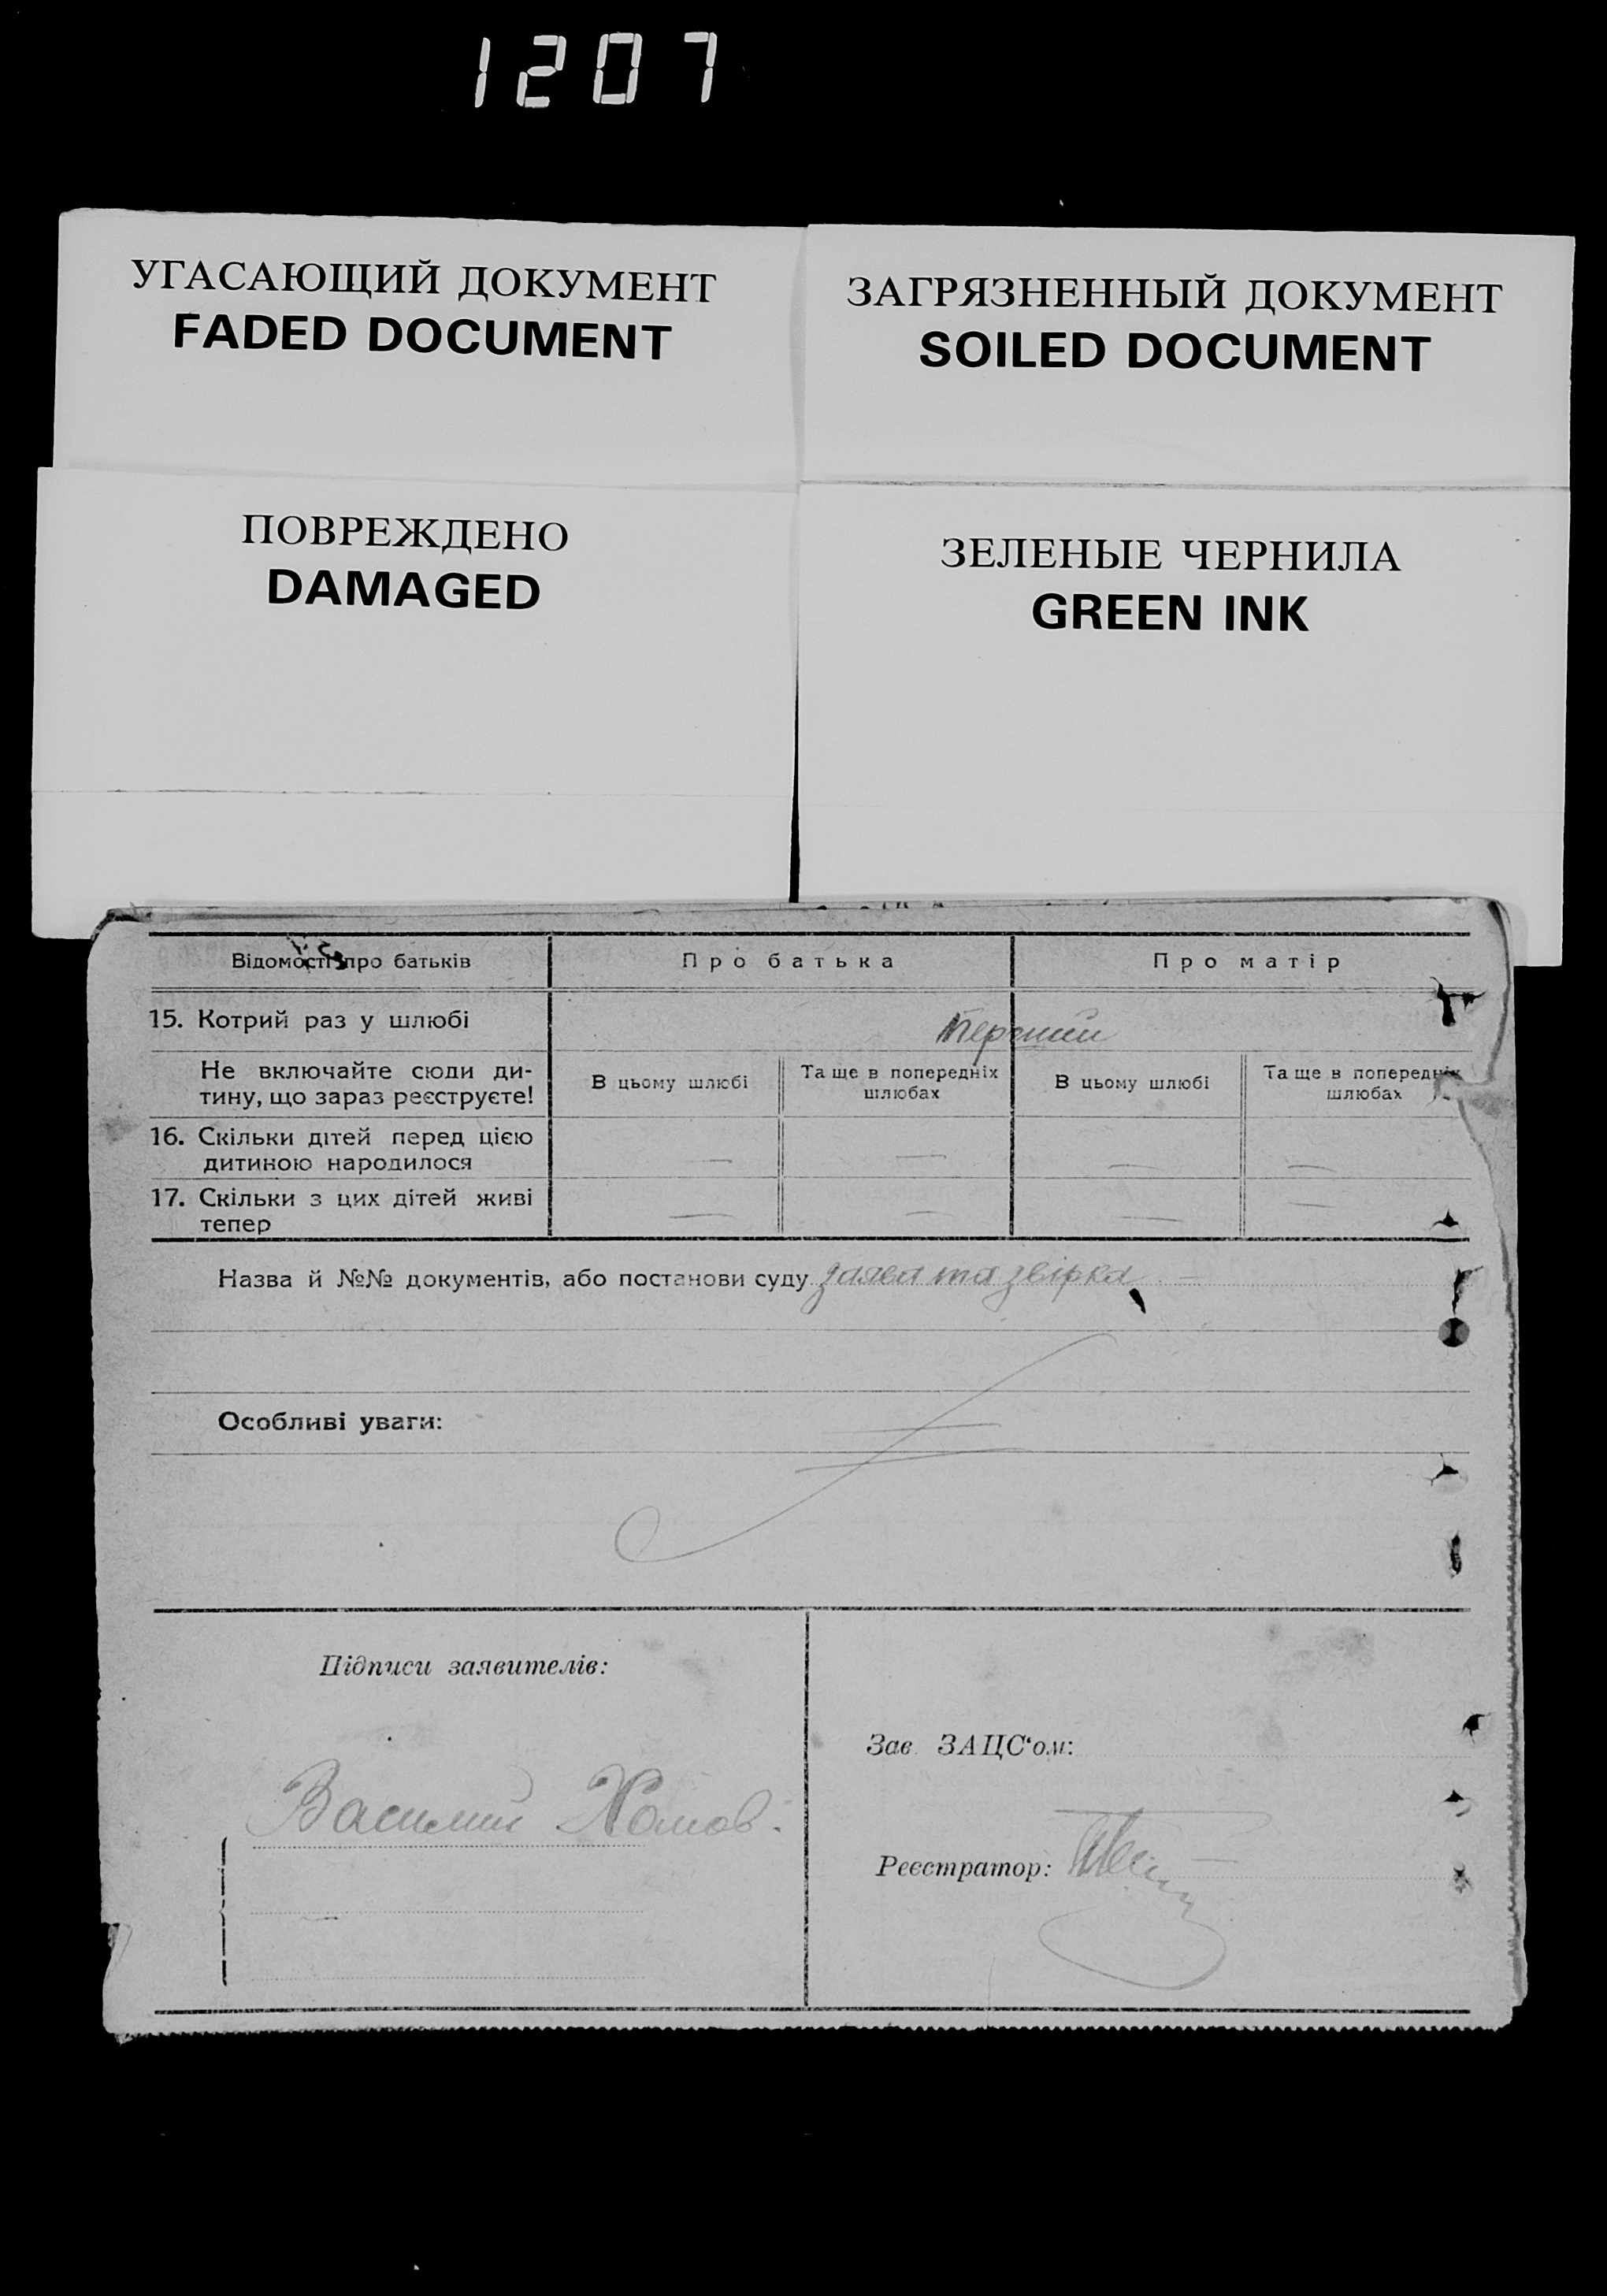 1207
УГАСАЮЩИЙ ДОКУМЕНТ
FADED DOCUMENT
ЗАГРЯЗНЕННЫЙ ДОКУМЕНТ
SOILED DOCUMENT
ПОВРЕЖДЕНО
DAMAGED
ЗЕЛЕНЫЕ ЧЕРНИЛА
GREEN INK
Відомості про батьків
Про батька
Про матір
15. Котрий раз у шлюбі
перший
Не включайте сюди ди-
тину, що зараз реєструєте!
В цьому шлюбі
Та ще в попередніх
шлюбах
В цьому шлюбі
Та ще в попередніх
шлюбах
16. Скільки дітей перед цією
дитиною народилося
— — — —
17. Скільки з цих дітей живі
тепер
— — — —
Назва й №№ документів, або постанови суду заява та звірка —
Особливі уваги:
Підписи заявителів:
Василий Хомов.
Зав. ЗАЦС‘ом:
Реєстратор: